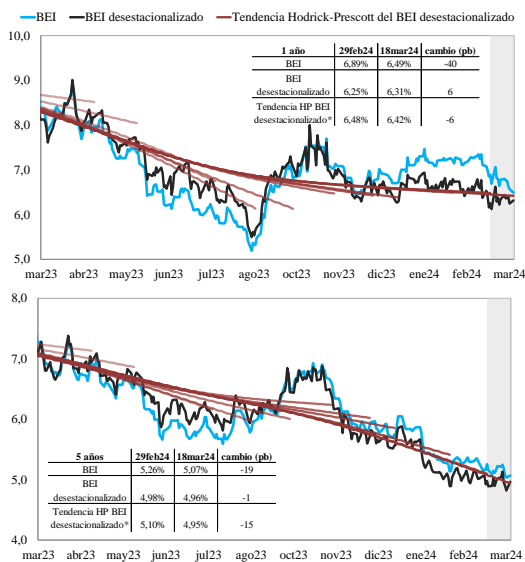 BEI BEI desestacionalizado Tendencia Hodrick-Prescott del BEI desestacionalizado
10,0
9,0
8,0
7,0
6,0
5,0
1 año 29feb24 18mar24 cambio (pb)
BEI 6,89% 6,49% -40
BEI
desestacionalizado 6,25% 6,31% 6
Tendencia HP BEI
desestacionalizado* 6,48% 6,42% -6
mar23 abr23 may23 jun23 jul23 ago23 oct23 nov23 dic23 ene24 feb24 mar24
8,0
7,0
6,0
5,0
4,0
5 años 29feb24 18mar24 cambio (pb)
BEI 5,26% 5,07% -19
BEI
desestacionalizado 4,98% 4,96% -1
Tendencia HP BEI
desestacionalizado* 5,10% 4,95% -15
mar23 abr23 may23 jun23 jul23 ago23 oct23 nov23 dic23 ene24 feb24 mar24